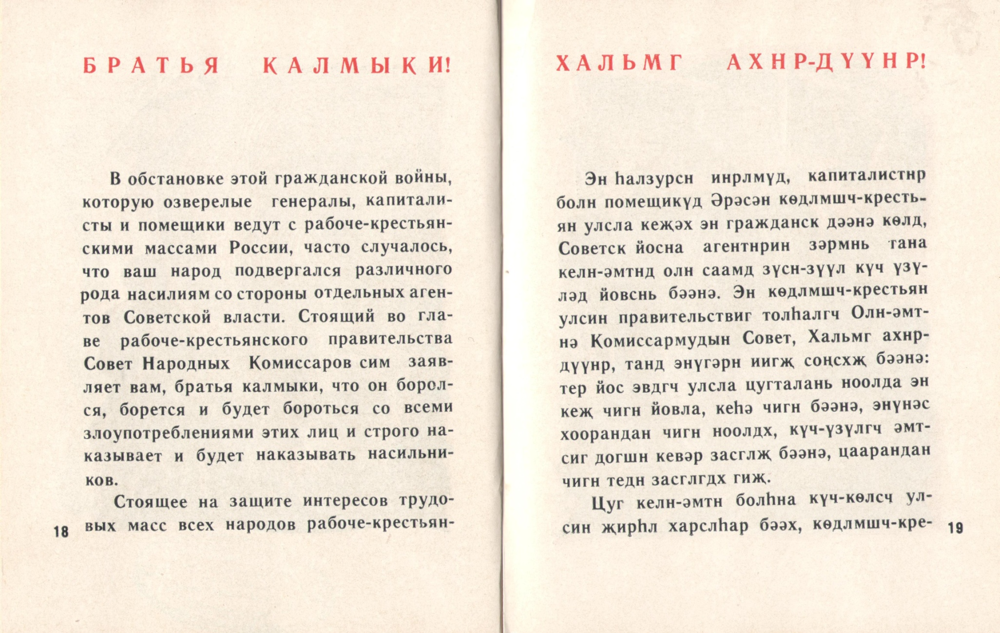 БРАТЬЯ КАЛМЫКИ!
В обстановке этой гражданской войны,
которую озверелые генералы, капитали-
сты и помещики ведут с рабоче-крестьян-
скими массами России, часто случалось,
что ваш народ подвергался различного
рода насилиям со стороны отдельных аген-
тов Советской власти. Стоящий во гла-
ве рабоче-крестьянского правительства
Совет Народных Комиссаров сим заяв-
ляет вам, братья калмыки, что он борол-
ся, борется и будет бороться со всеми
злоупотреблениями этих лиц и строго на-
казывает и будет наказывать насильни-
ков.
Стоящее на защите интересов трудо-
вых масс всех народов рабоче-крестьян-
18
ХАЛЬМГ АХНР-ДҮҮНР!
Эн һалзурсн инрлмүд, капиталистнр
болн помещикүд Әрәсән көдлмшч-кресть-
ян улсла кеҗәх эн гражданск дәәнә көлд,
Советск йосна агентнрин зәрмнь тана
келн-әмтнд олн саамд зүсн-зүүл күч үзү-
ләд йовснь бәәнә. Эн көдлмшч-крестьян
улсин правительствиг толһалгч Олн-әмт-
нә Комиссармудын Совет, Хальмг ахнр-
дүүнр, танд энүгәрн иигҗ соңсхҗ бәәнә:
тер йос эвдгч улсла цугталань ноолда эн
кеҗ чигн йовла, кеһә чигн бәәнә, энүнәс
хоорандан чигн ноолдх, күч-үзүлгч әмт-
сиг догшн кевәр засглҗ бәәнә, цаарандан
чигн тедн засглгдх гиҗ.
Цуг келн-әмтн болһна күч-көлсч ул-
син җирһл харслһар бәәх, көдлмшч-кре-
19